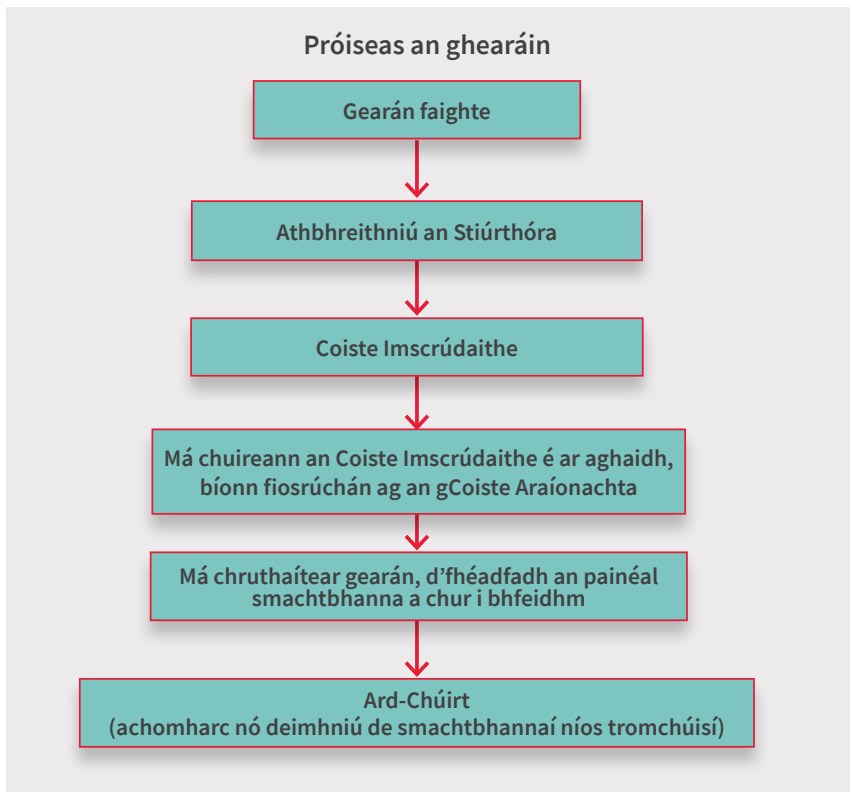 Próiseas an ghearáin
Gearán faighte
Athbhreithniú an Stiúrthóra
Coiste Imscrúdaithe
Má chuireann an Coiste Imscrúdaithe é ar aghaidh,
bíonn fiosrúchán ag an gCoiste Araíonachta
Má chruthaítear gearán, d’fhéadfadh an painéal
smachtbhanna a chur i bhfeidhm
Ard-Chúirt
(achomharc nó deimhniú de smachtbhannaí níos tromchúisí)